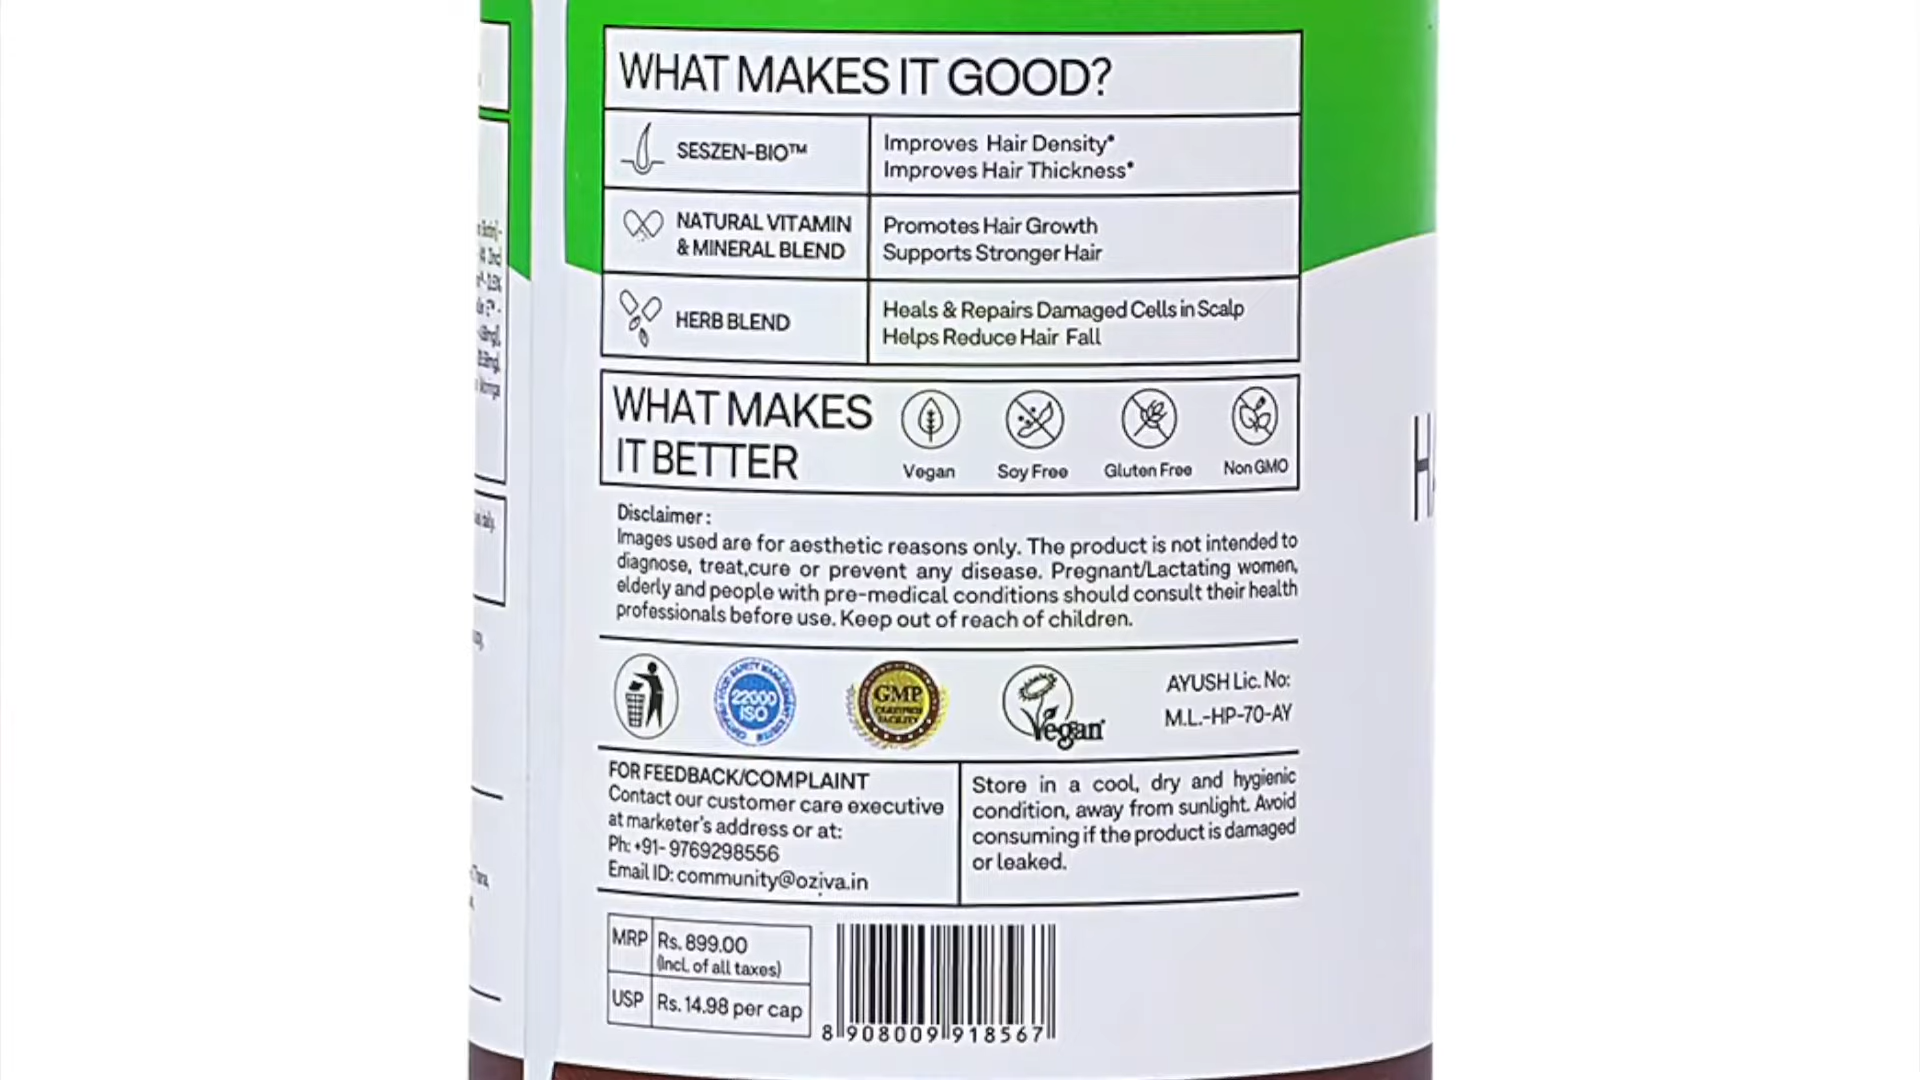 WHAT MAKES IT GOOD?
SESZEN-BIO™
Improves Hair Density*
Improves Hair Thickness*
NATURAL VITAMIN
& MINERAL BLEND
Promotes Hair Growth
Supports Stronger Hair
HERB BLEND
Heals & Repairs Damaged Cells in Scalp
Helps Reduce Hair Fall
WHAT MAKES
IT BETTER
Vegan
Soy Free
Gluten Free
Non GMO
Disclaimer :
Images used are for aesthetic reasons only. The product is not intended to
diagnose, treat,cure or prevent any disease. Pregnant/Lactating women,
elderly and people with pre-medical conditions should consult their health
professionals before use. Keep out of reach of children.
22000
ISO
GMP
CERTIFIED
FACILITY
Vegan
AYUSH Lic. No:
M.L.-HP-70-AY
FOR FEEDBACK/COMPLAINT
Contact our customer care executive
at marketer's address or at:
Ph: +91- 9769298556
Email ID: community@oziva.in
Store in a cool, dry and hygienic
condition, away from sunlight. Avoid
consuming if the product is damaged
or leaked.
MRP Rs. 899.00
(Incl. of all taxes)
USP Rs. 14.98 per cap
8 908009 918567